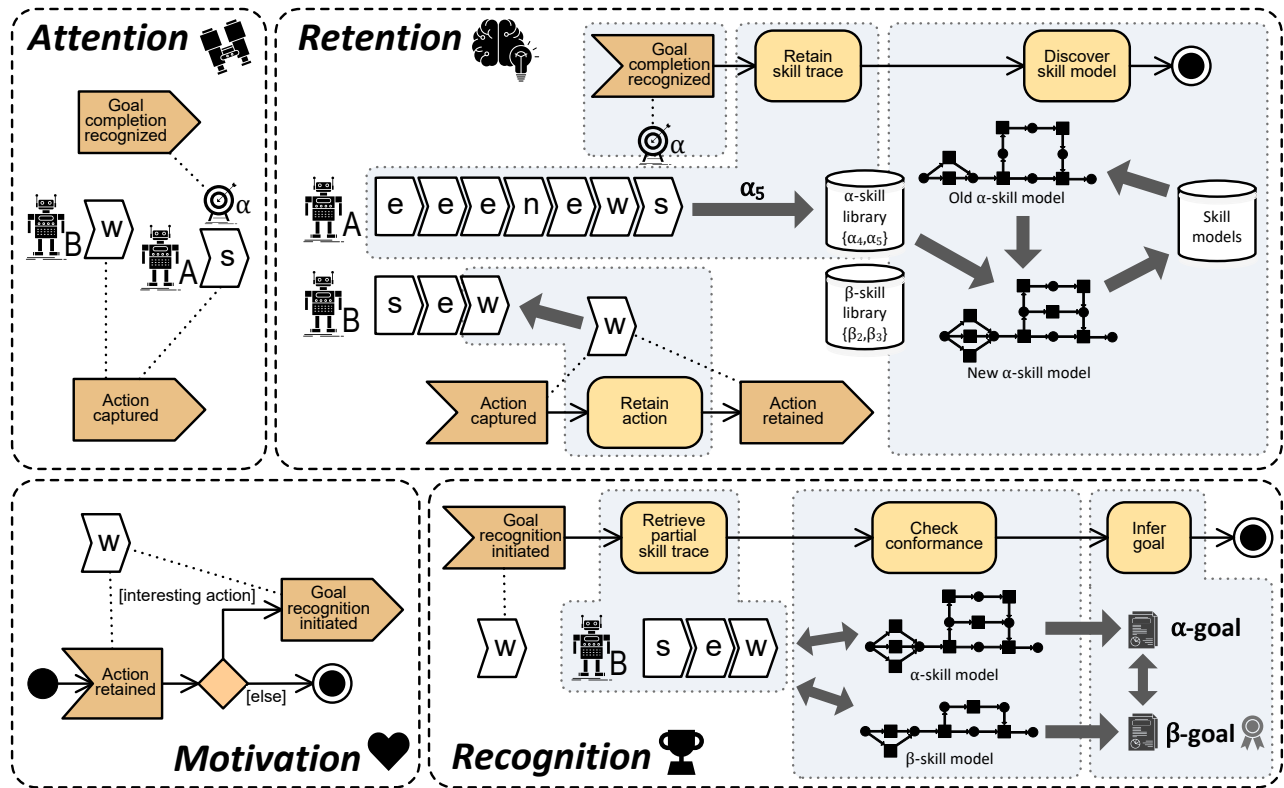 Attention
Goal
completion
recognized
α
B
w
A
s
Action
captured
Retention
Goal
completion
recognized
Retain
skill trace
Discover
skill model
α
A
e e e n e w s
α₅
α-skill
library
{α₄,α₅}
Old α-skill model
Skill
models
B
s e w
w
β-skill
library
{β₂,β₃}
New α-skill model
Action
captured
Retain
action
Action
retained
w
[interesting action]
Goal
recognition
initiated
Action
retained
[else]
Motivation
Goal
recognition
initiated
Retrieve
partial
skill trace
Check
conformance
Infer
goal
w
B
s e w
α-skill model
α-goal
β-skill model
β-goal
Recognition